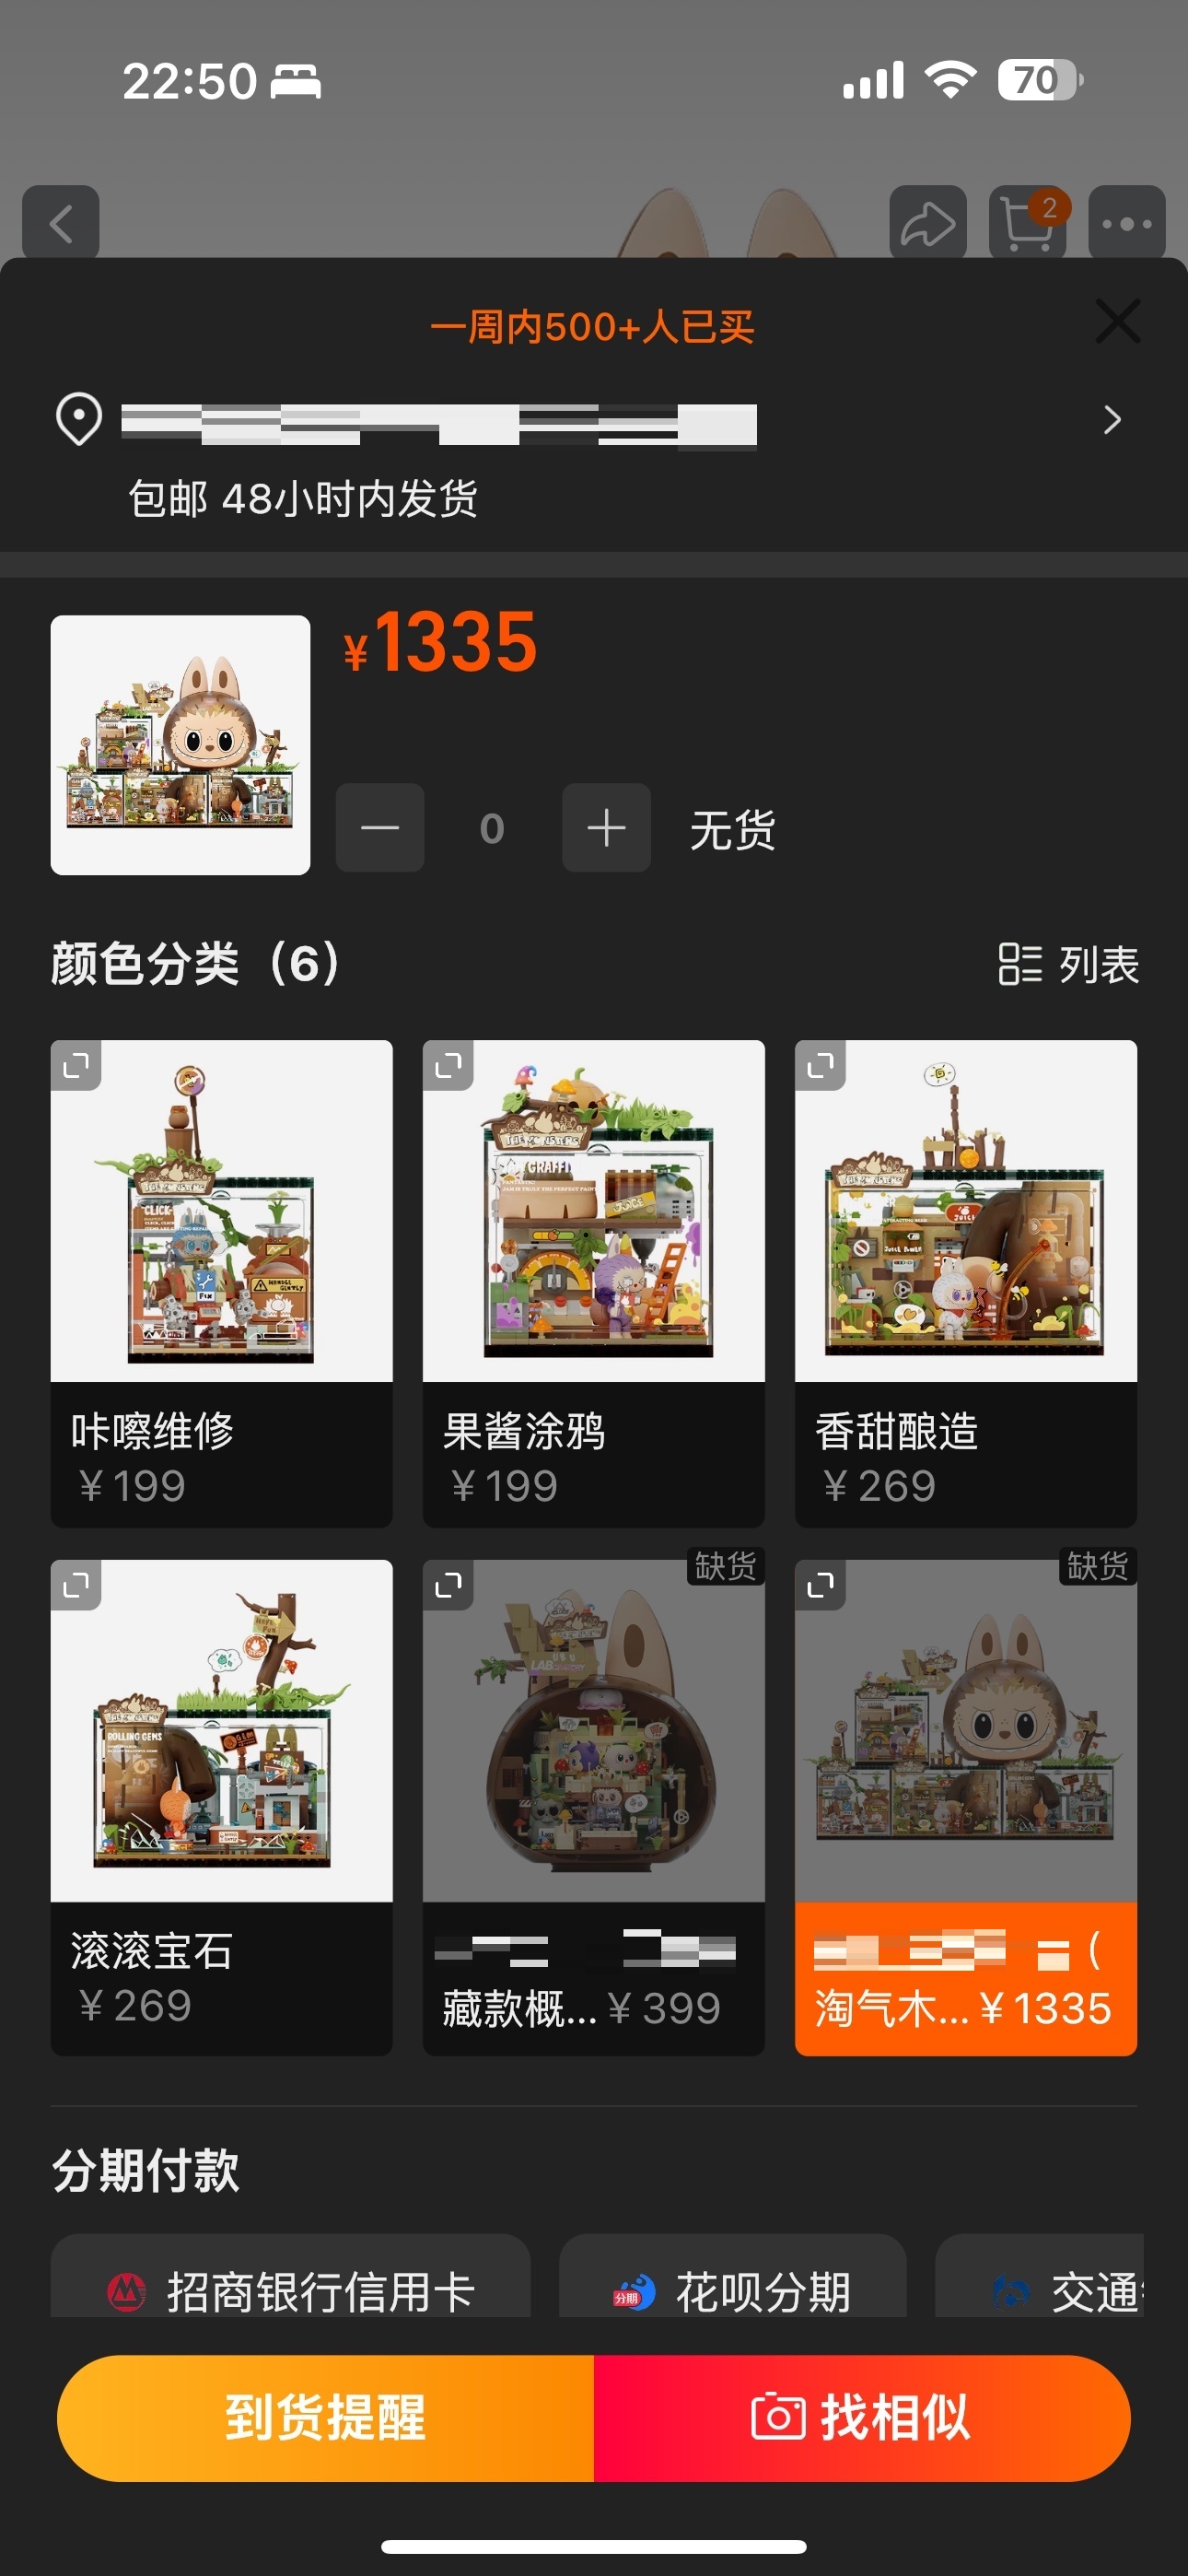 22:50
70
2
一周内500+人已买
包邮 48小时内发货
¥1335
0
无货
颜色分类（6）
列表
咔嚓维修
¥199
果酱涂鸦
¥199
香甜酿造
¥269
缺货
缺货
ROLLING GEMS
滚滚宝石
¥269
藏款概... ¥399
(
淘气木... ¥1335
分期付款
招商银行信用卡
分期
花呗分期
交通
到货提醒
找相似